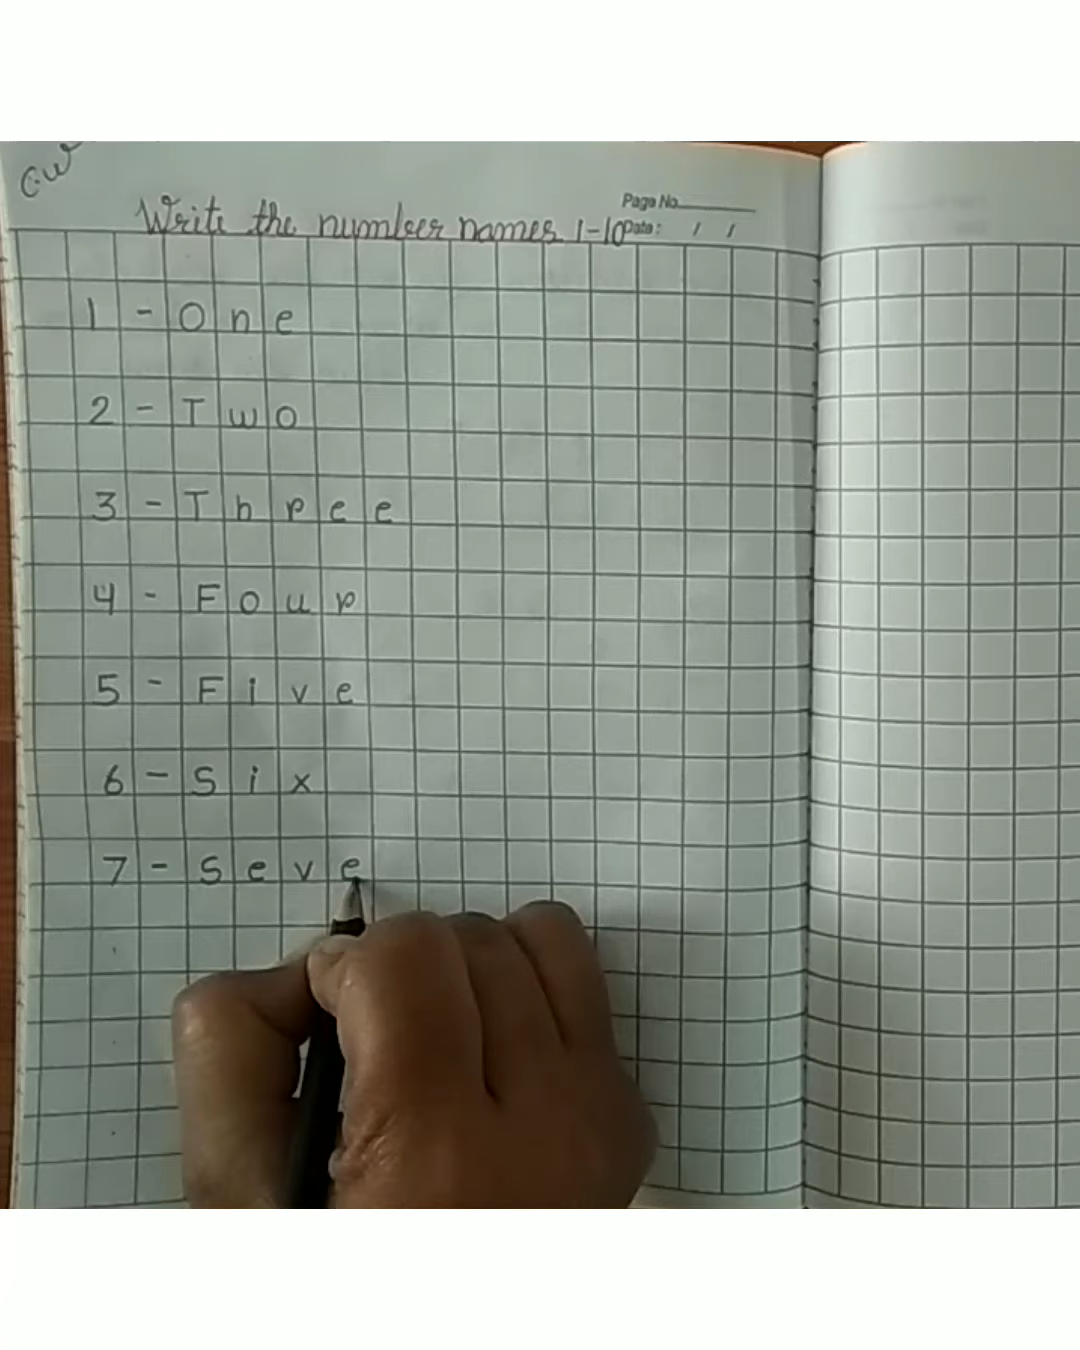 C.W
Page No.
Write the number names 1-10
Date: / /
1 - One
2 - Two
3 - Three
4 - Four
5 - Five
6 - Six
7 - Seve